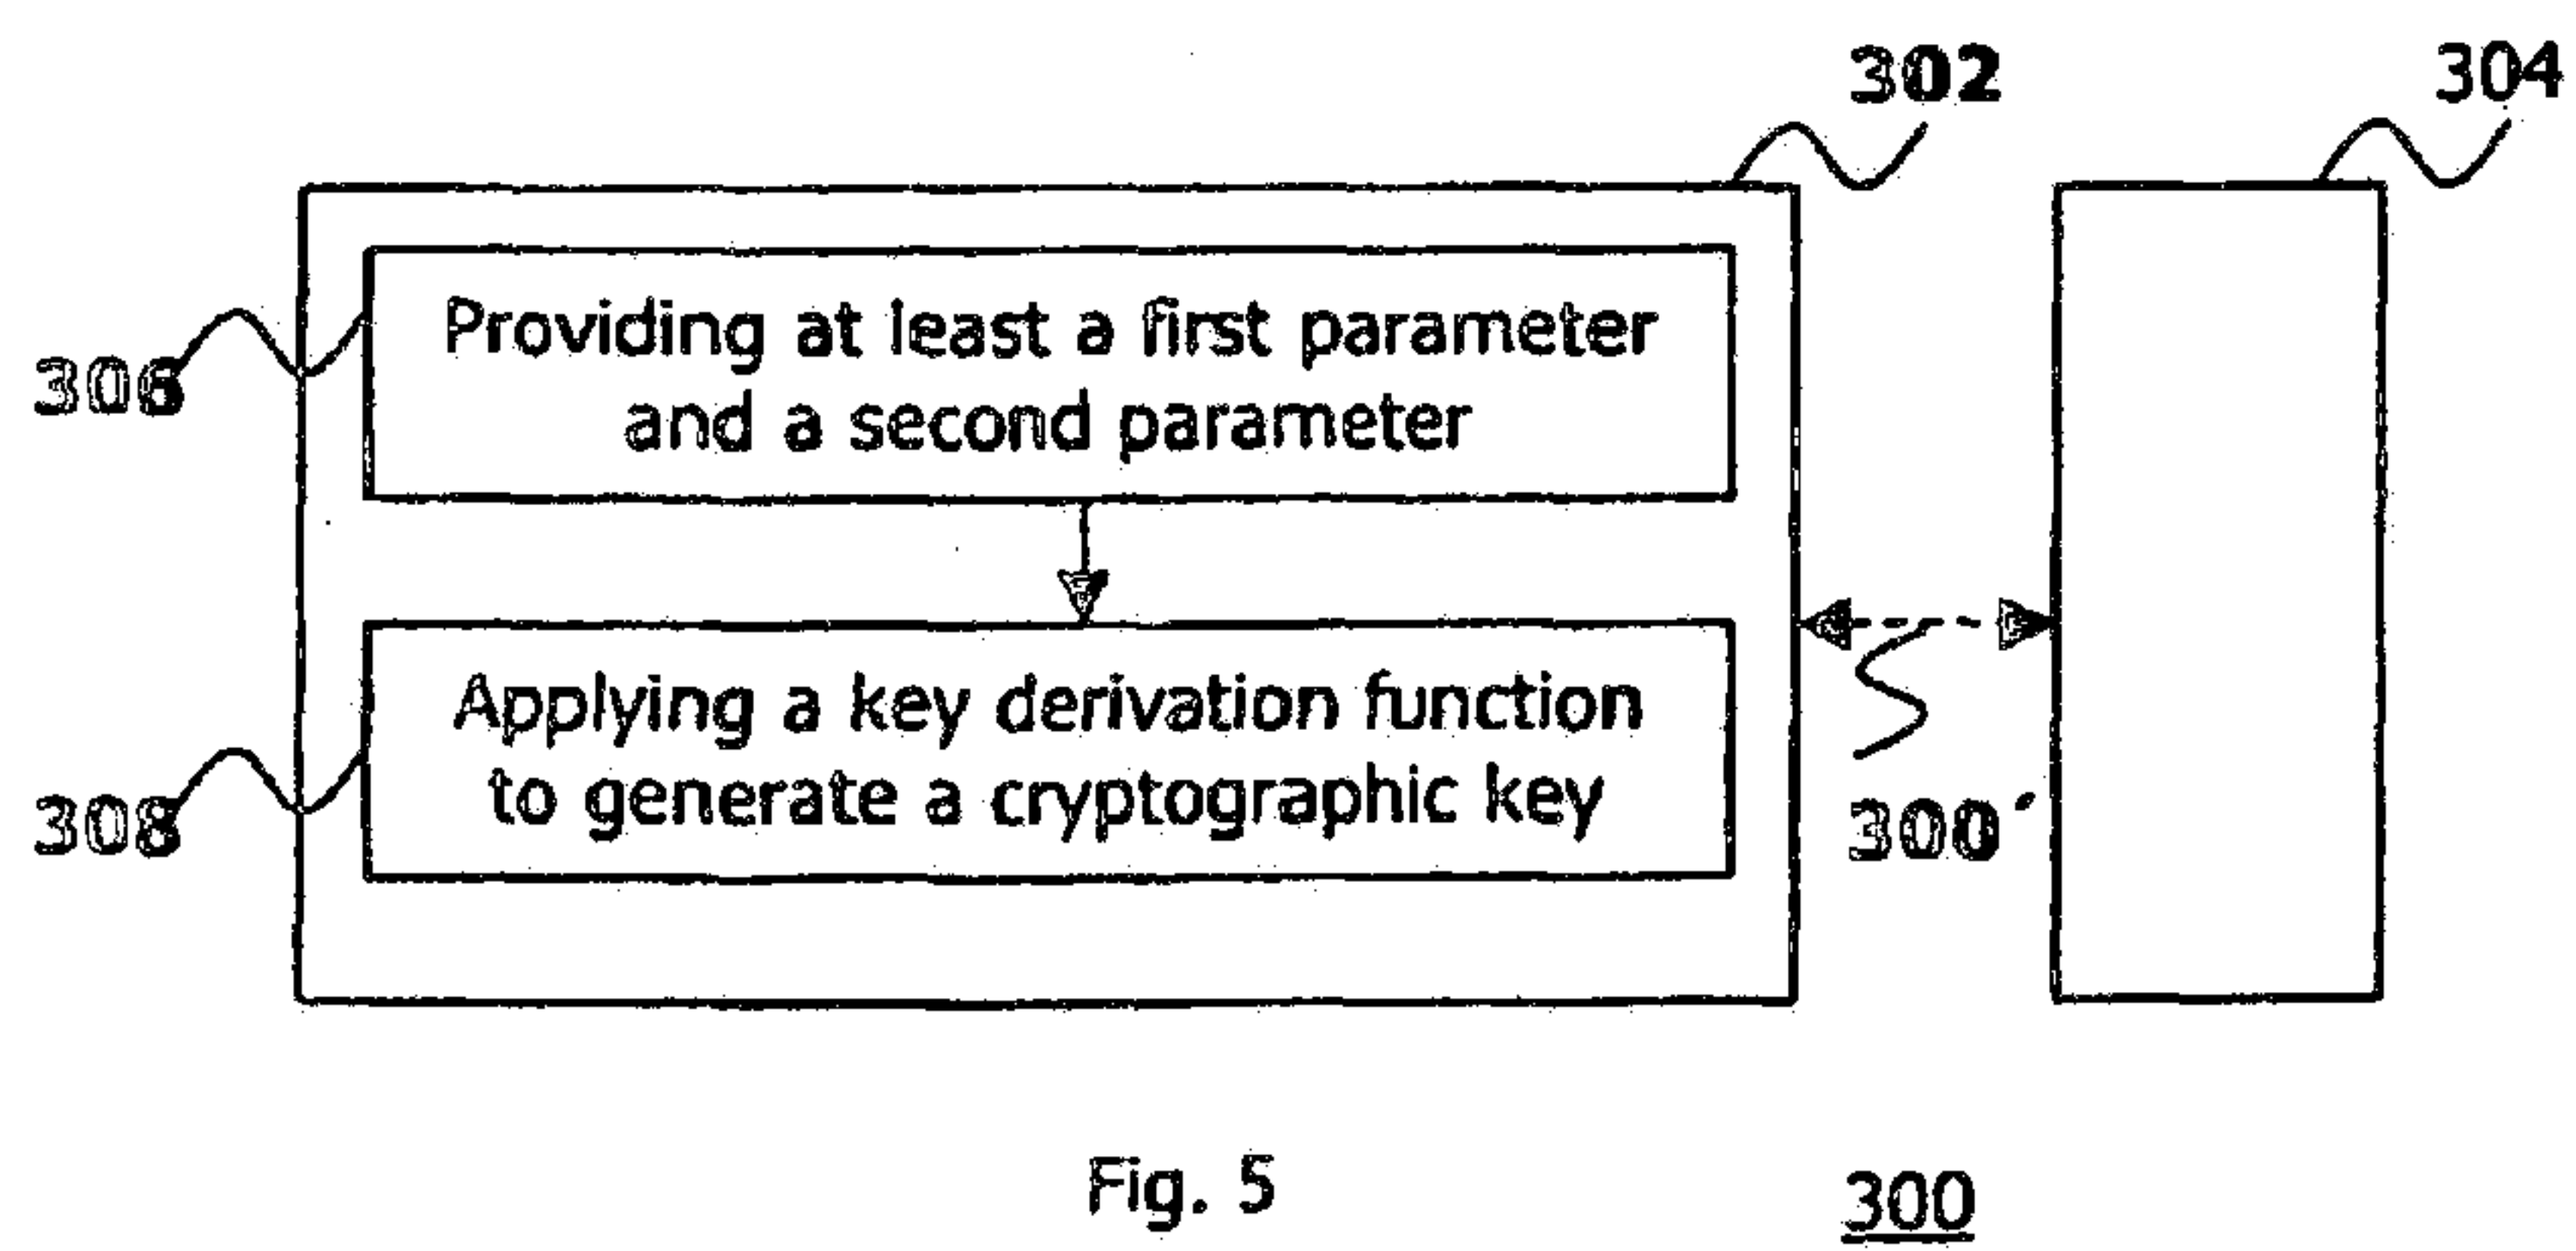 302
304
Providing at least a first parameter
and a second parameter
306
Applying a key derivation function
to generate a cryptographic key
308
300´
Fig. 5
300